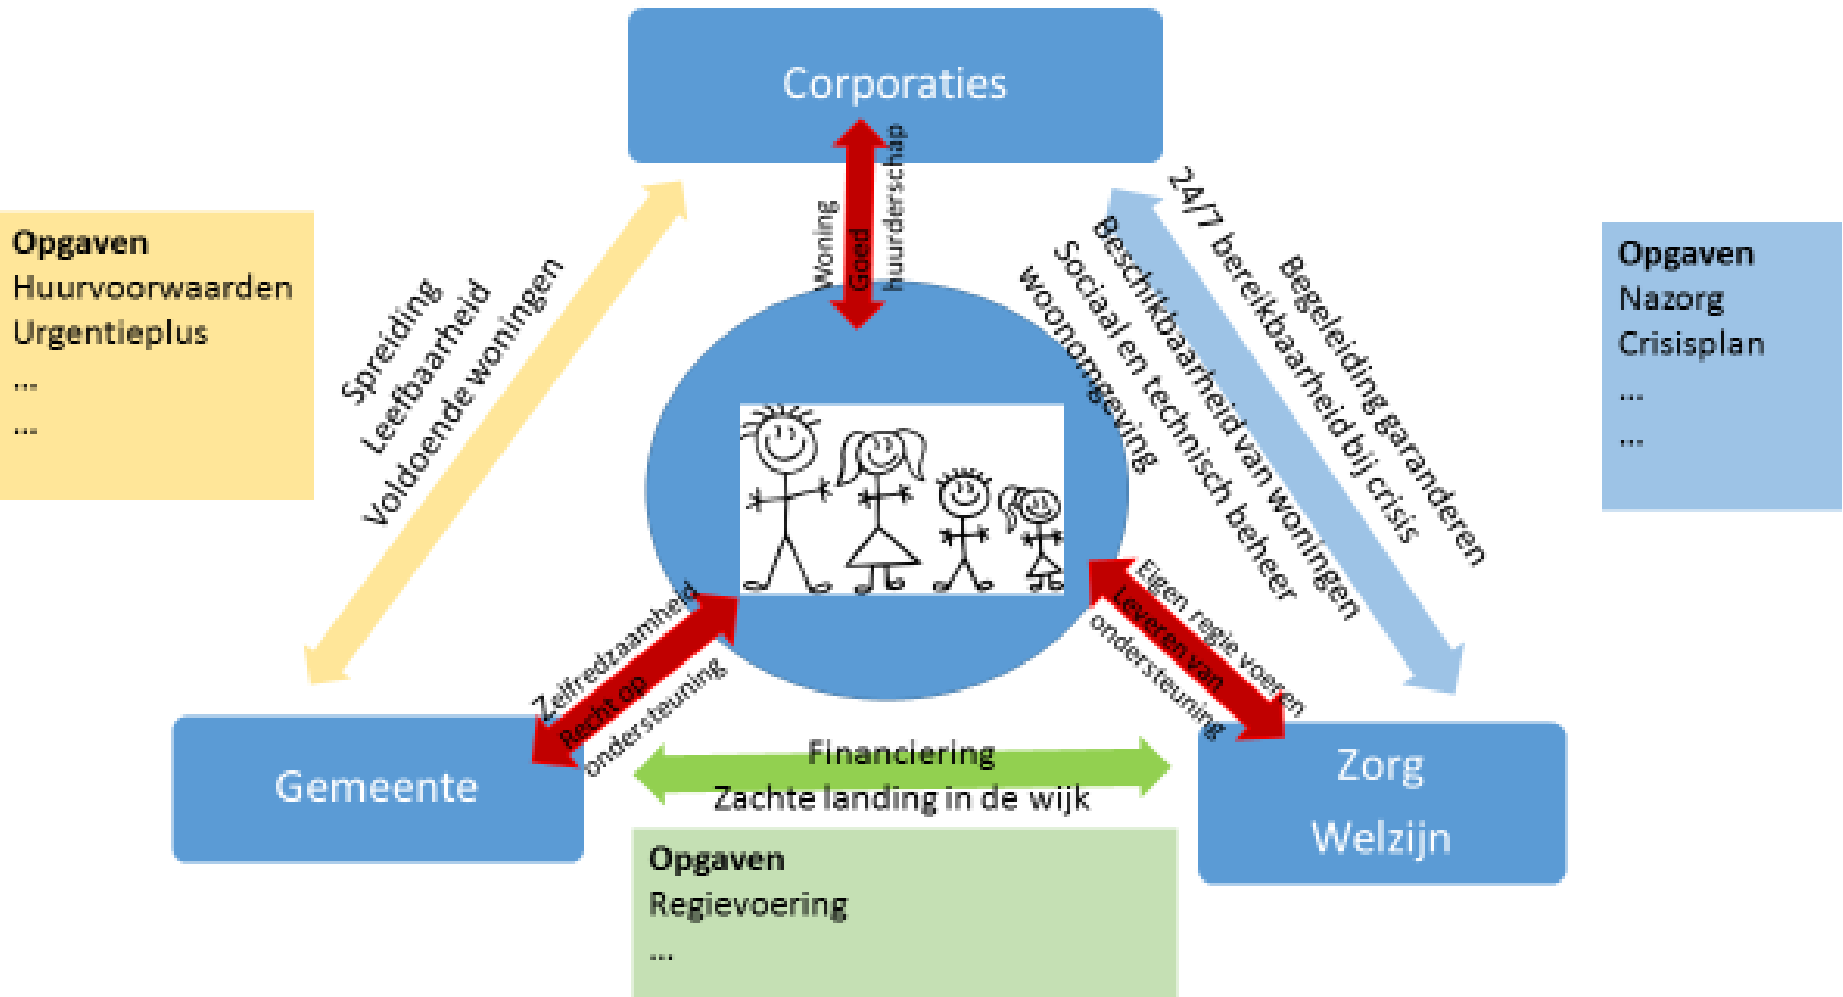 Corporaties
Woning
Goed
huurderschap
Opgaven
Huurvoorwaarden
Urgentieplus
...
...
Spreiding
Leefbaarheid
Voldoende woningen
Begeleiding garanderen
24/7 bereikbaarheid bij crisis
Beschikbaarheid van woningen
Sociaal en technisch beheer
woonomgeving
Opgaven
Nazorg
Crisisplan
...
...
Zelfredzaamheid
Recht op
ondersteuning
Eigen regie voeren
Leveren van
ondersteuning
Gemeente
Financiering
Zachte landing in de wijk
Zorg
Welzijn
Opgaven
Regievoering
...